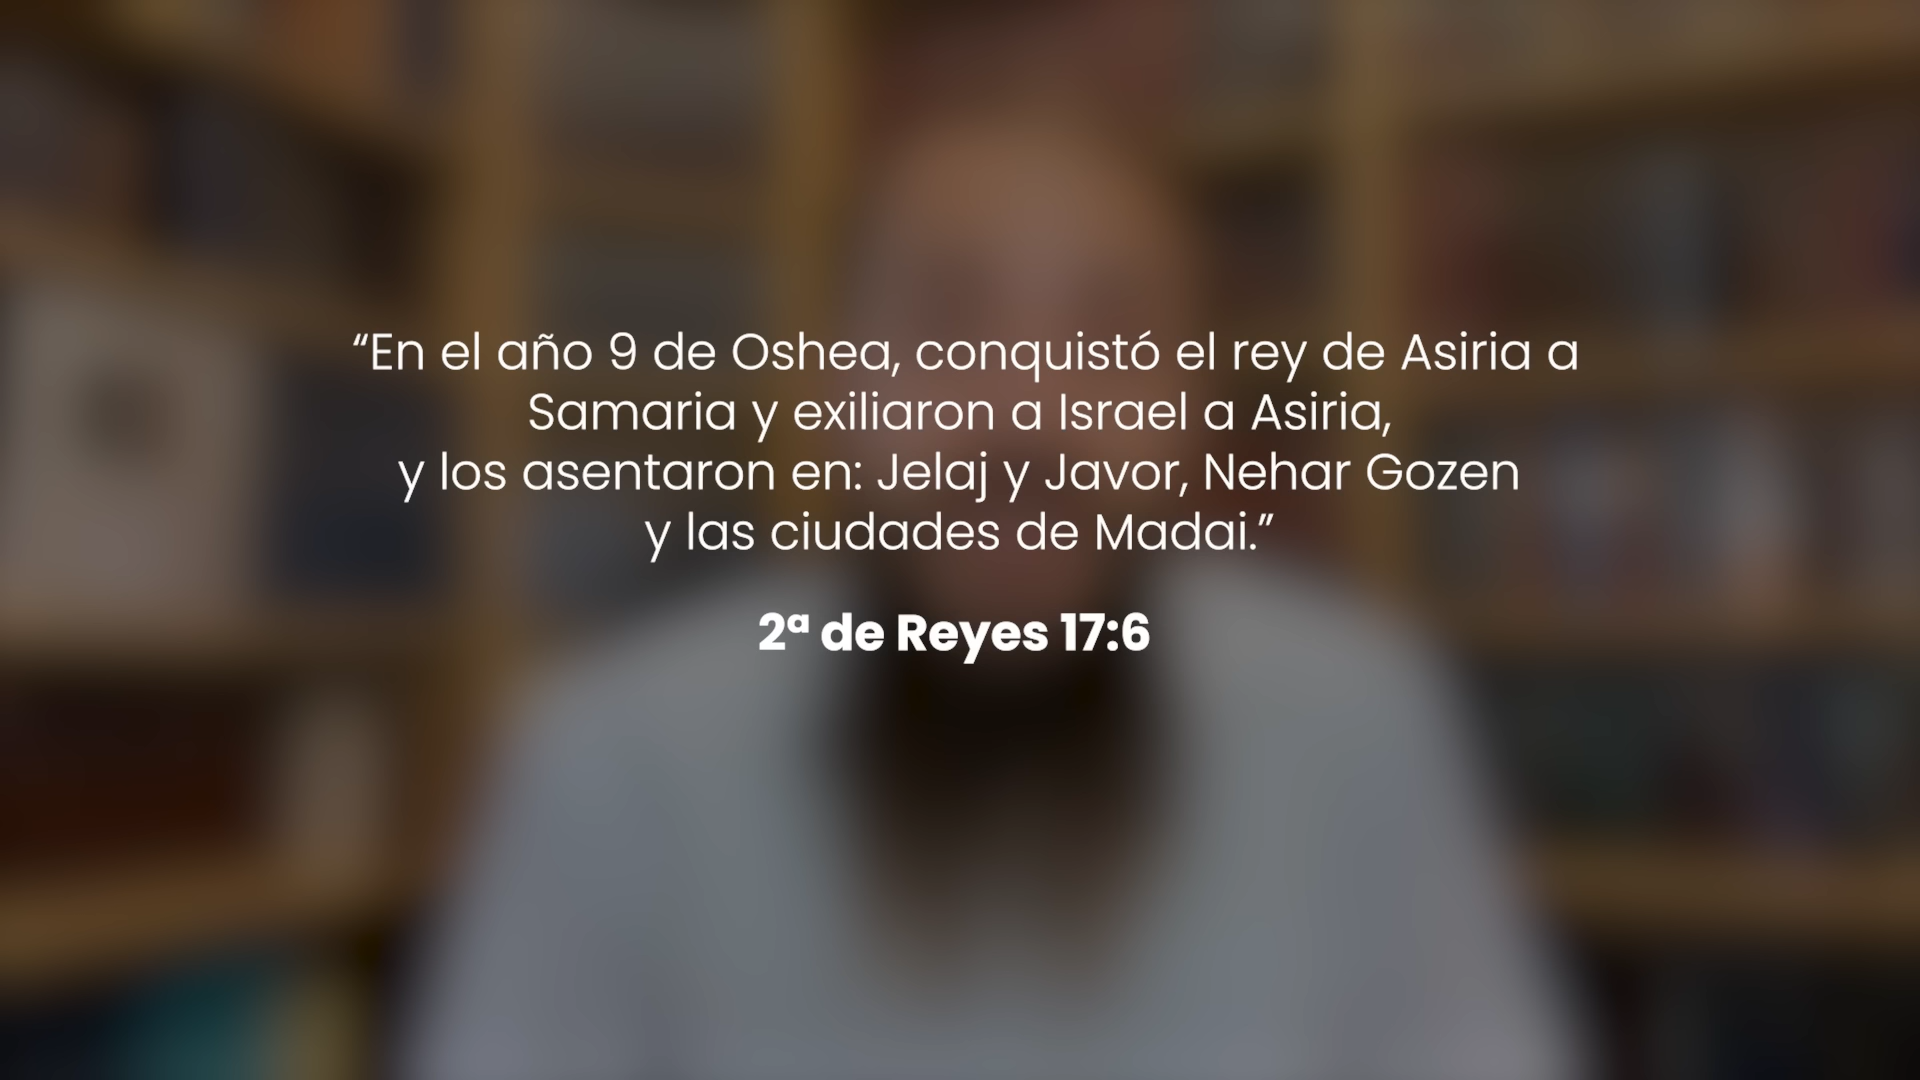 “En el año 9 de Oshea, conquistó el rey de Asiria a
Samaria y exiliaron a Israel a Asiria,
y los asentaron en: Jelaj y Javor, Nehar Gozen
y las ciudades de Madai.”
2ª de Reyes 17:6